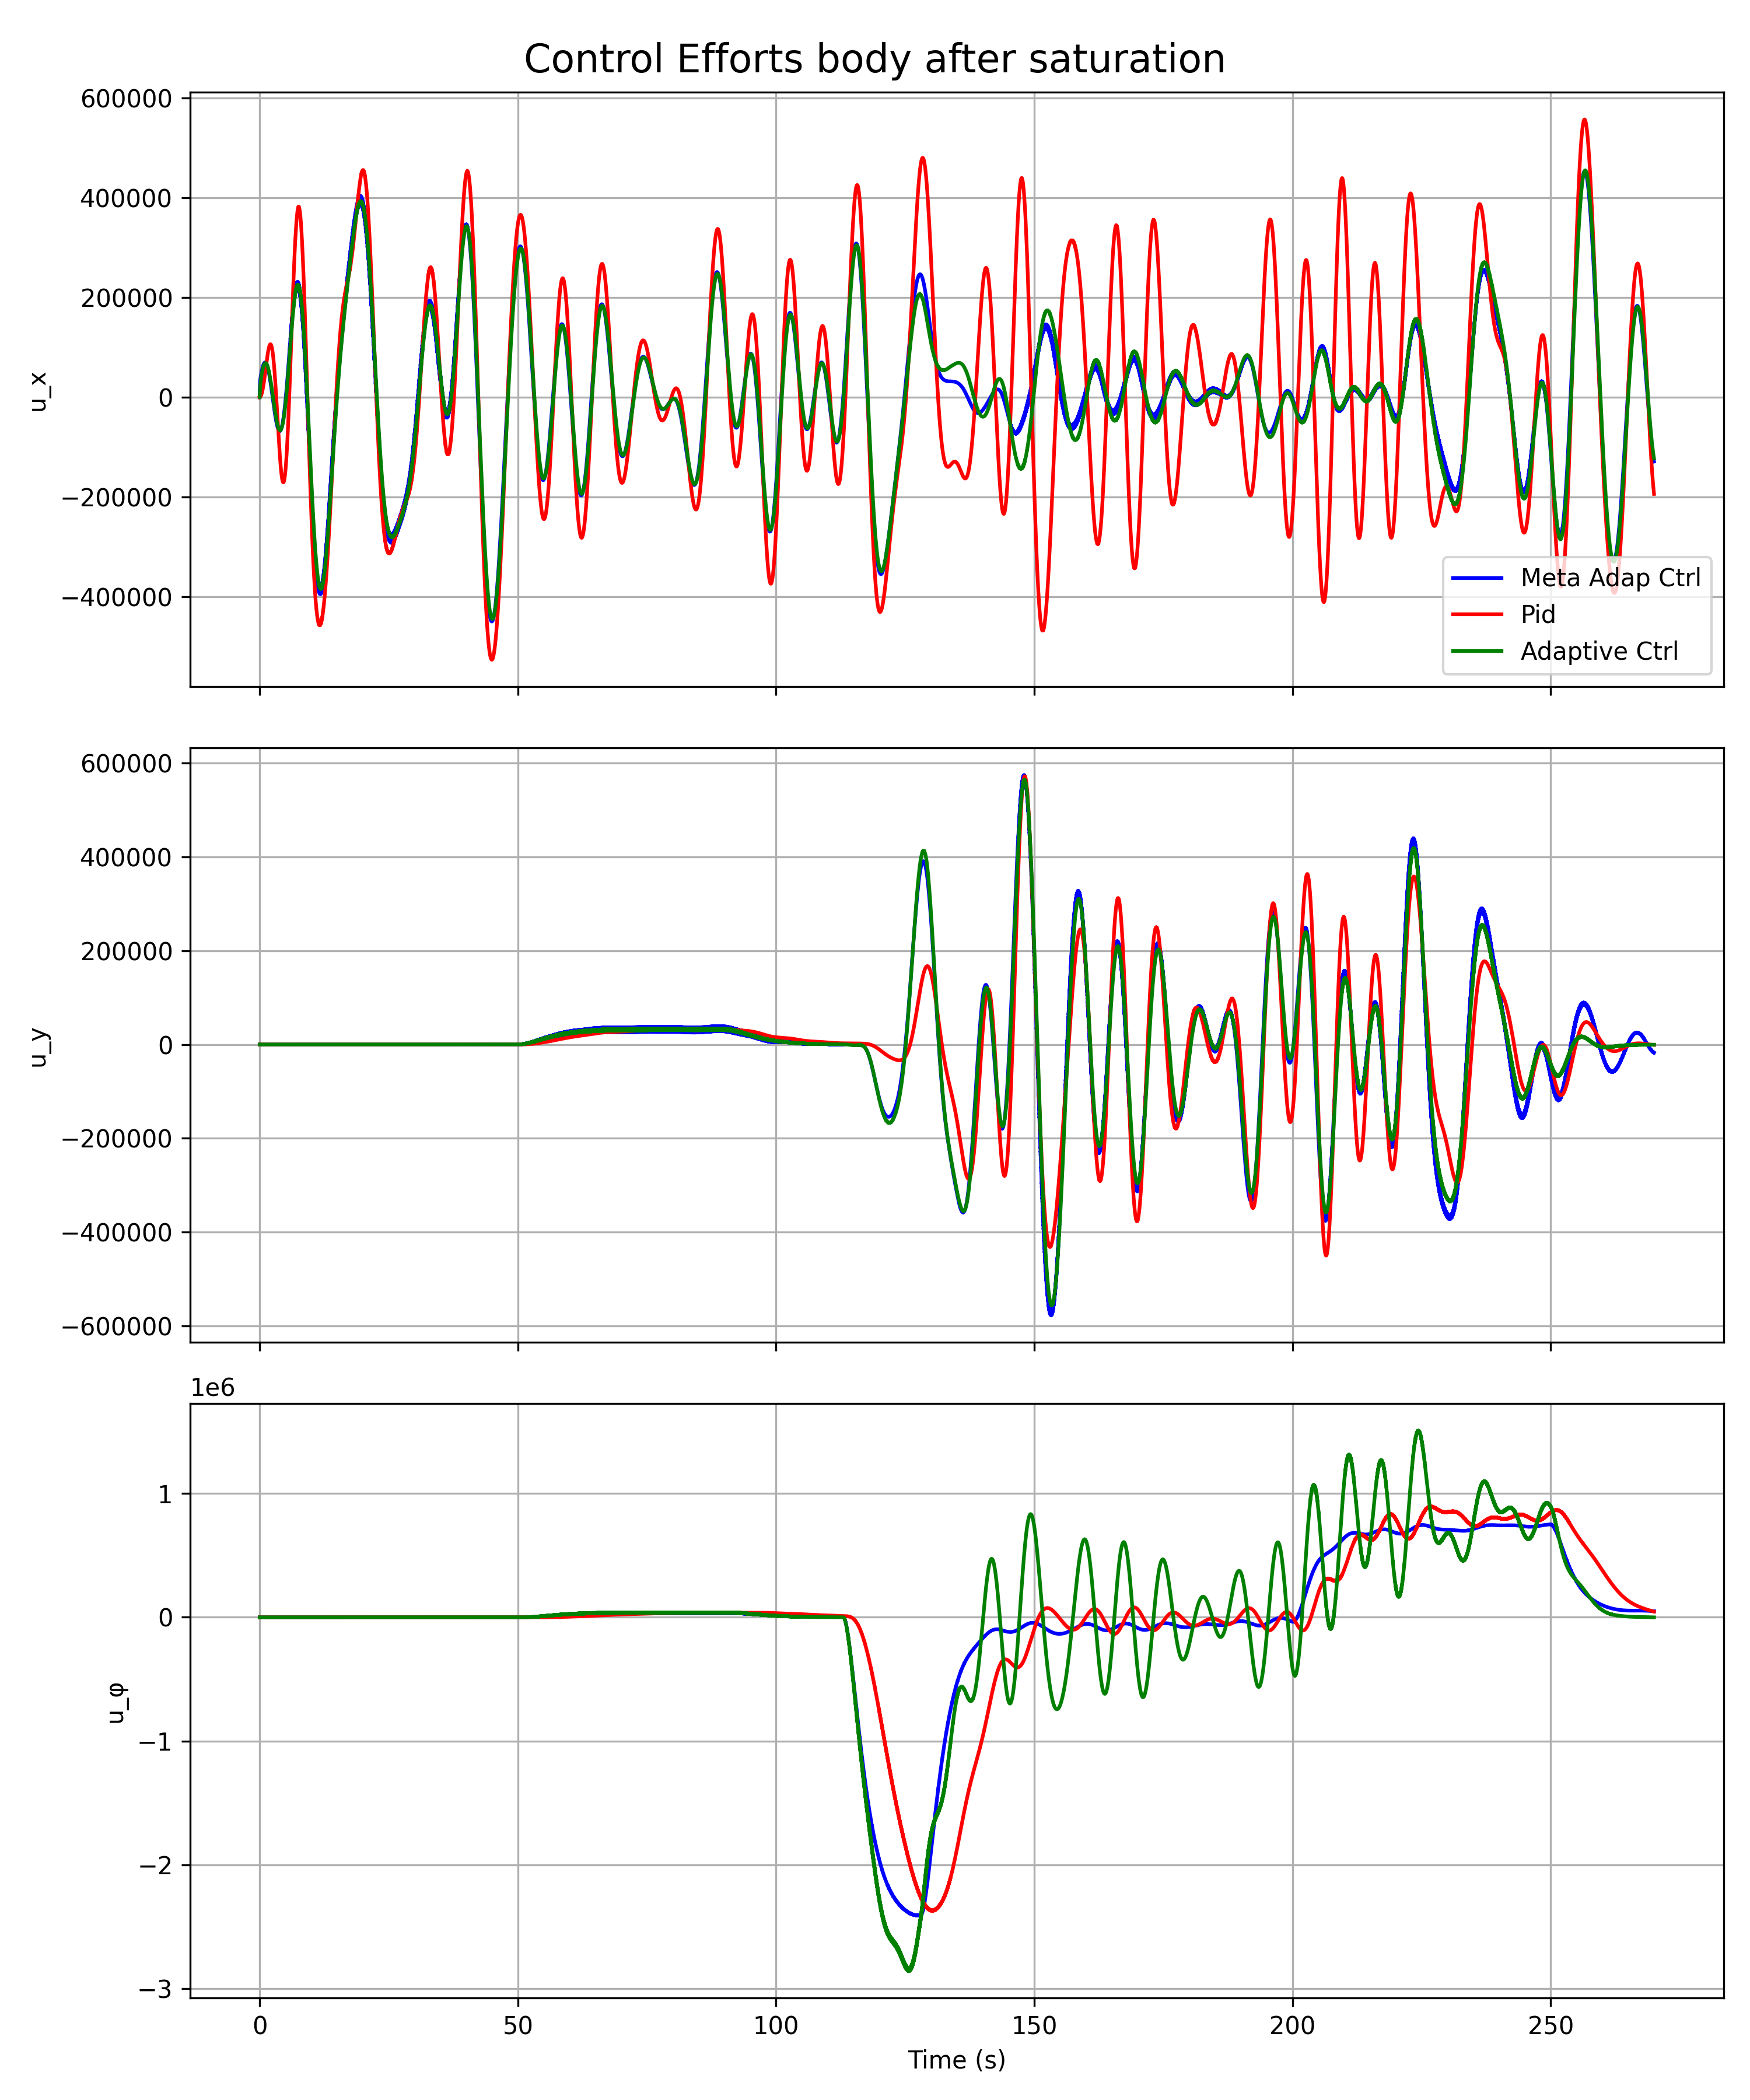 Control Efforts body after saturation
600000
400000
200000
0
−200000
−400000
u_x
Meta Adap Ctrl
Pid
Adaptive Ctrl
600000
400000
200000
0
−200000
−400000
−600000
u_y
1e6
1
0
−1
−2
−3
u_φ
0 50 100 150 200 250
Time (s)